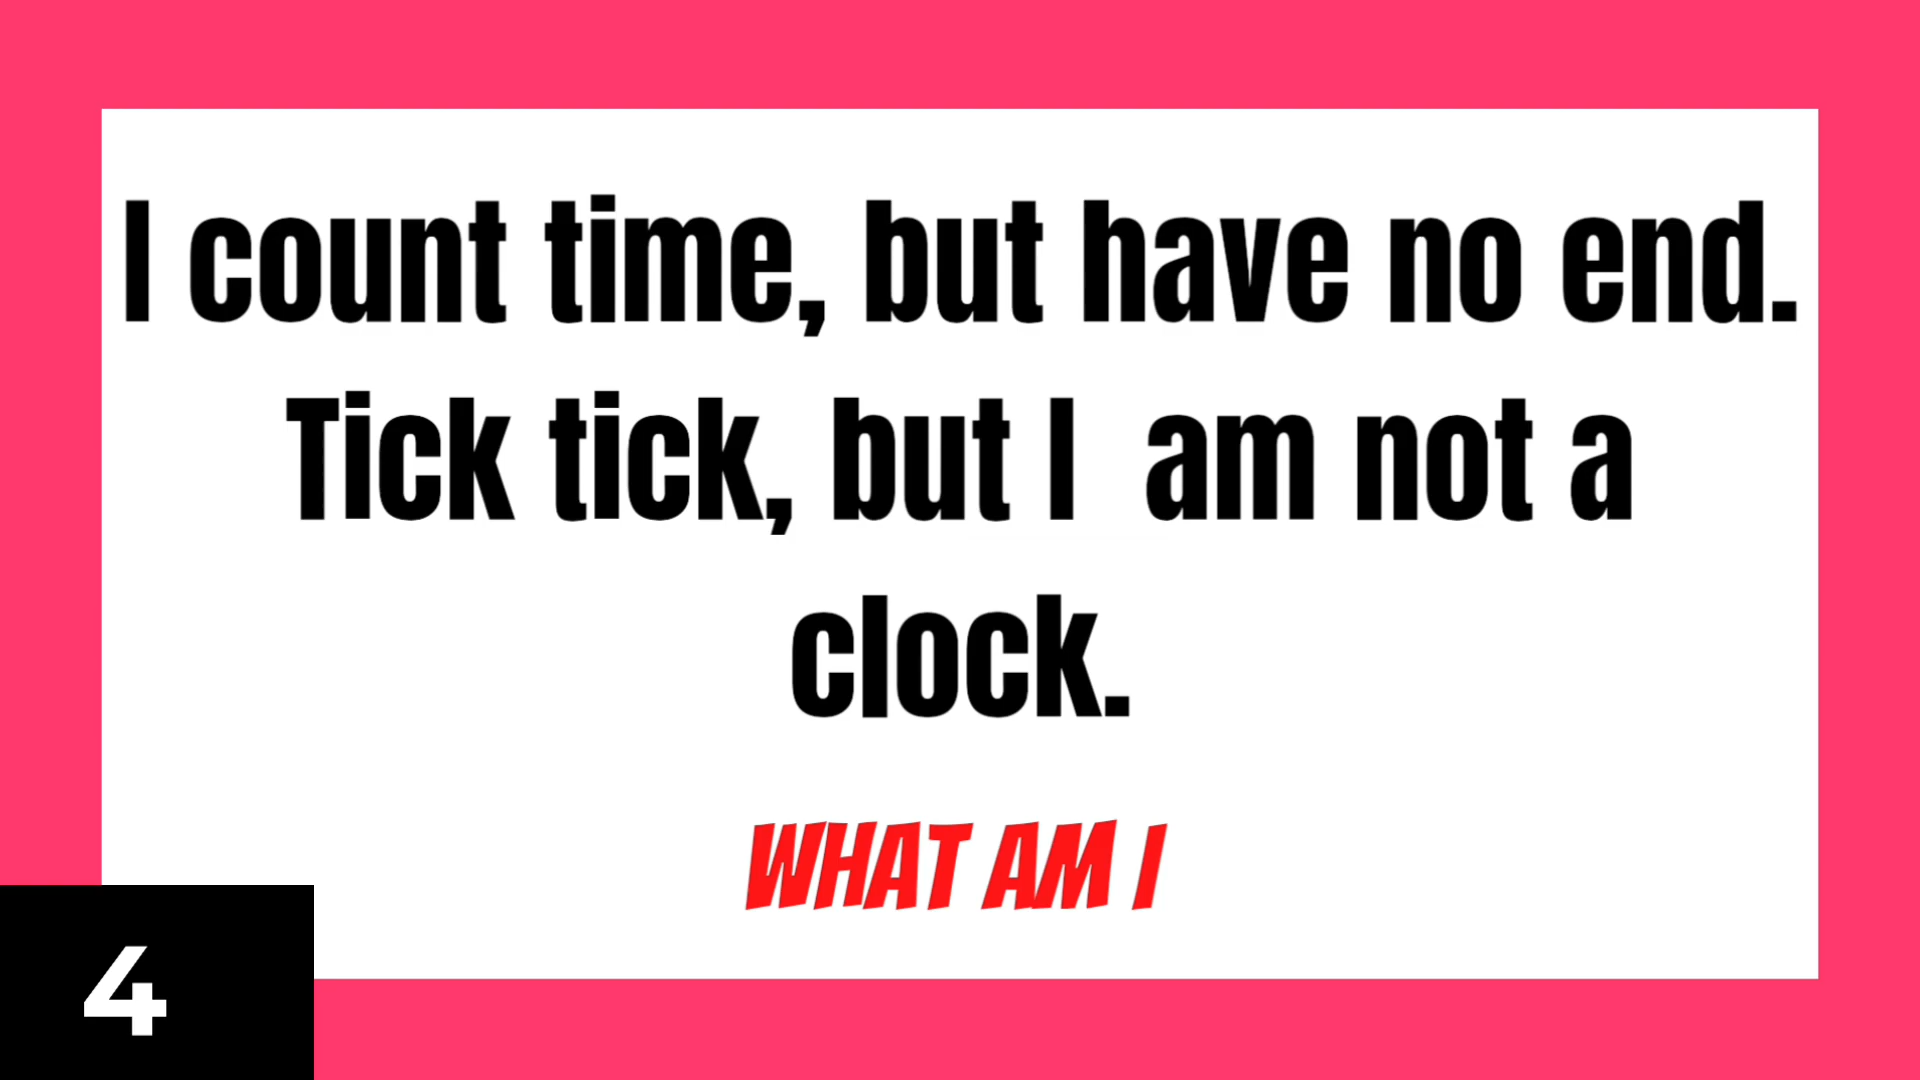 I count time, but have no end.
Tick tick, but I  am not a
clock.
WHAT AM I
4